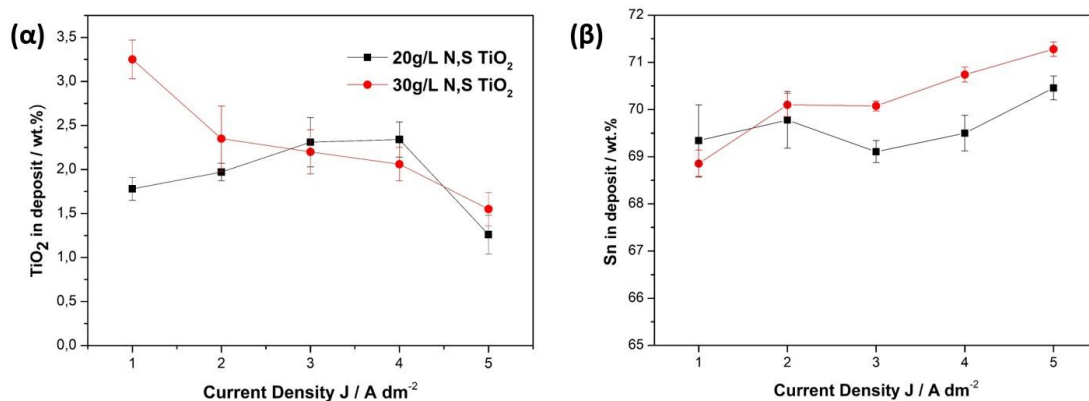 (α)
TiO2 in deposit / wt.%
3,5
3,0
2,5
2,0
1,5
1,0
0,5
0,0
20g/L N,S TiO2
30g/L N,S TiO2
1 2 3 4 5
Current Density J / A dm-2
(β)
Sn in deposit / wt.%
72
71
70
69
68
67
66
65
1 2 3 4 5
Current Density J / A dm-2